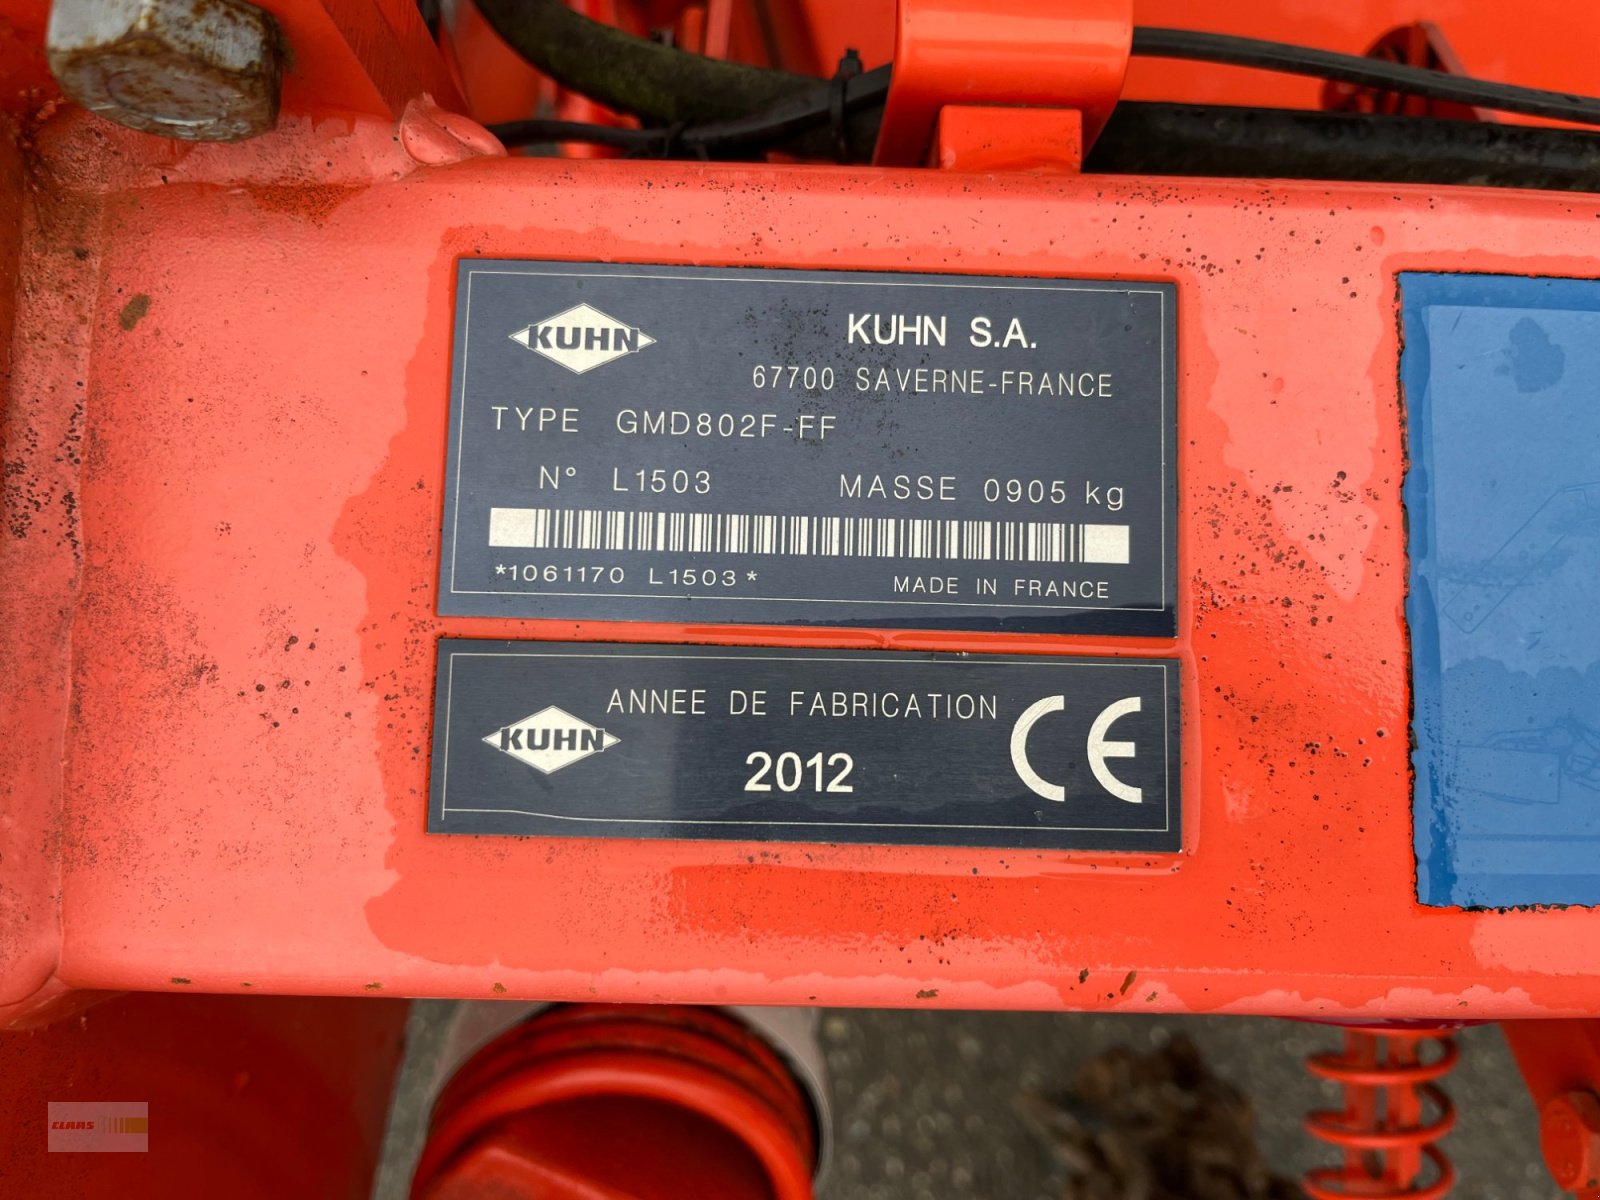 KUHN
KUHN S.A.
67700 SAVERNE-FRANCE
TYPE GMD802F-FF
N° L1503 MASSE 0905 kg
*1061170 L1503*
MADE IN FRANCE
KUHN
ANNEE DE FABRICATION
2012
CE
CLAAS